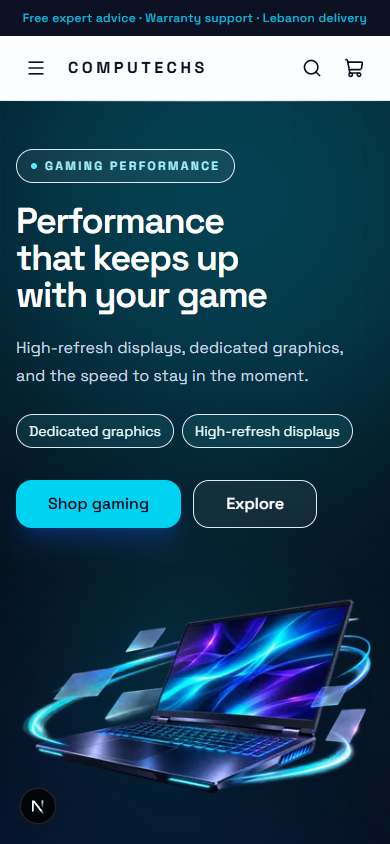 Free expert advice · Warranty support · Lebanon delivery
COMPUTECHS
GAMING PERFORMANCE
Performance
that keeps up
with your game
High-refresh displays, dedicated graphics,
and the speed to stay in the moment.
Dedicated graphics
High-refresh displays
Shop gaming
Explore
N